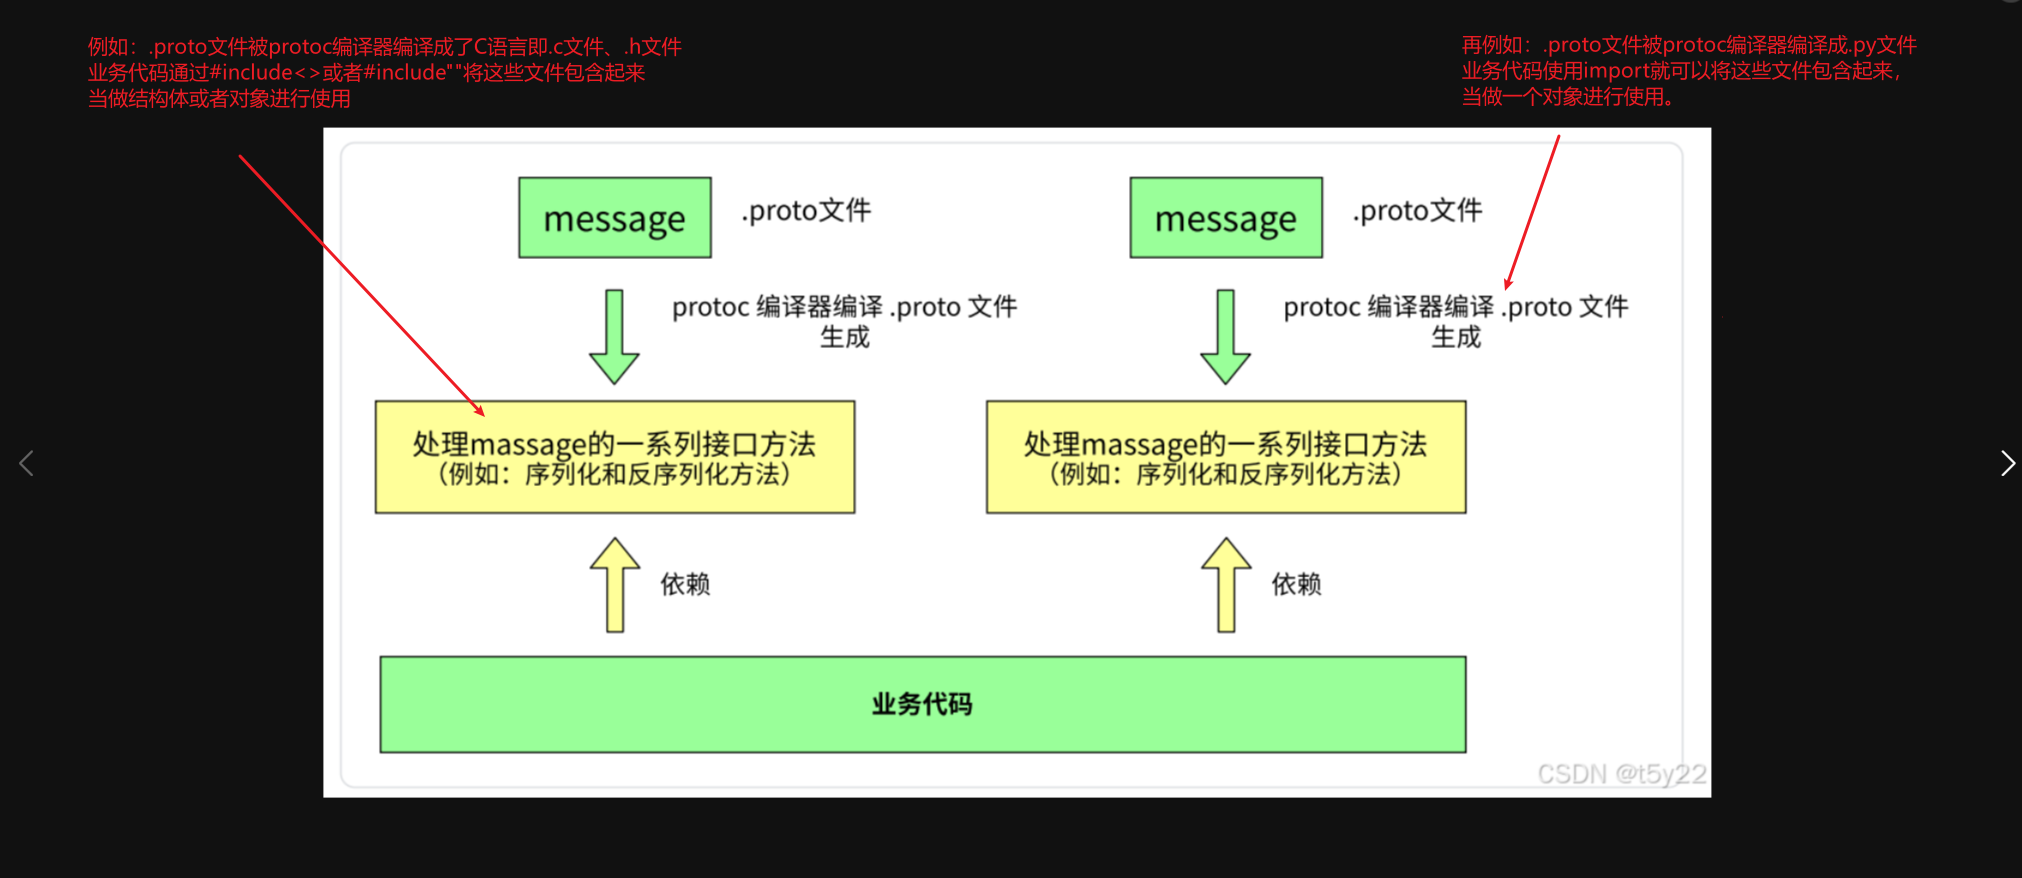 例如：.proto文件被protoc编译器编译成了C语言即.c文件、.h文件
业务代码通过#include<>或者#include""将这些文件包含起来
当做结构体或者对象进行使用
再例如：.proto文件被protoc编译器编译成.py文件
业务代码使用import就可以将这些文件包含起来，
当做一个对象进行使用。
message
.proto文件
message
.proto文件
protoc 编译器编译 .proto 文件
生成
protoc 编译器编译 .proto 文件
生成
处理massage的一系列接口方法
（例如：序列化和反序列化方法）
处理massage的一系列接口方法
（例如：序列化和反序列化方法）
依赖
依赖
业务代码
CSDN @t5y22